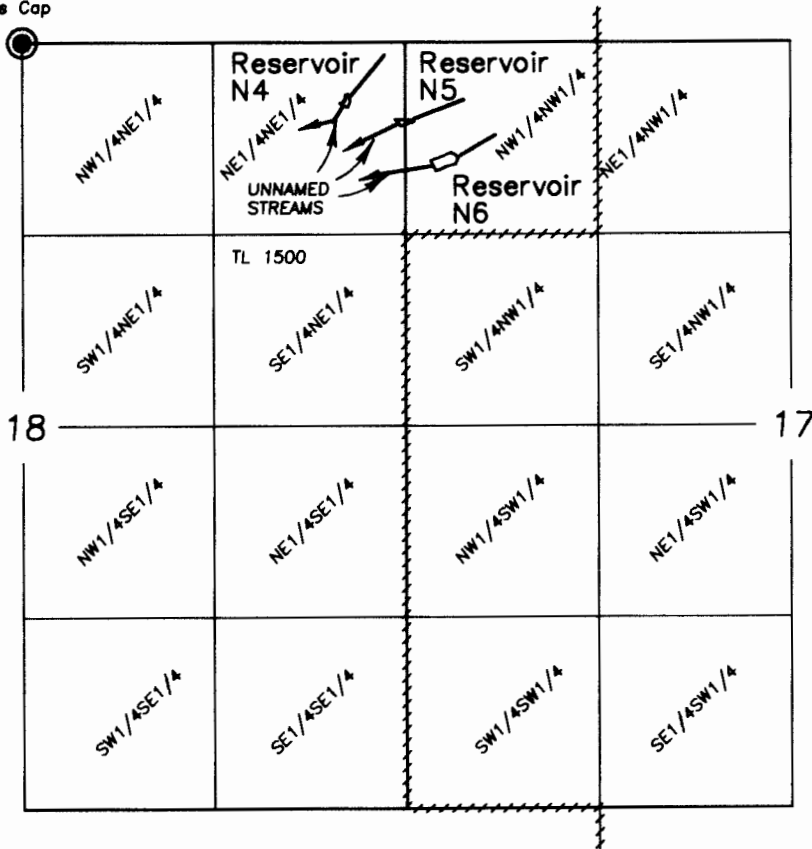 s Cap
Reservoir
N4
Reservoir
N5
NW1/4NE1/4
NE1/4NE1/4
NW1/4NW1/4
NE1/4NW1/4
UNNAMED
STREAMS
Reservoir
N6
TL 1500
SW1/4NE1/4
SE1/4NE1/4
SW1/4NW1/4
SE1/4NW1/4
18
17
NW1/4SE1/4
NE1/4SE1/4
NW1/4SW1/4
NE1/4SW1/4
SW1/4SE1/4
SE1/4SE1/4
SW1/4SW1/4
SE1/4SW1/4